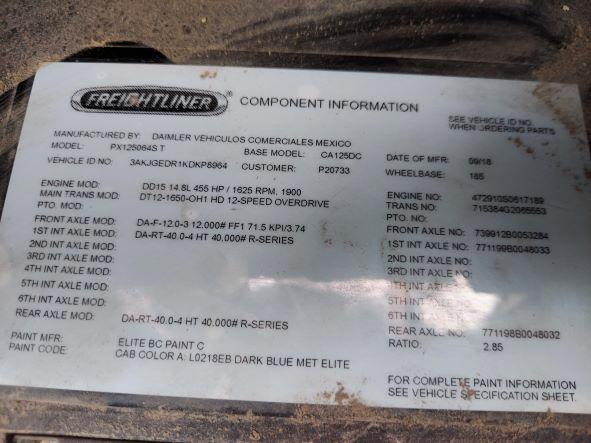 FREIGHTLINER ® COMPONENT INFORMATION
SEE VEHICLE ID NO. WHEN ORDERING PARTS
MANUFACTURED BY: DAIMLER VEHICULOS COMERCIALES MEXICO
MODEL: PX125064S T BASE MODEL: CA125DC DATE OF MFR: 09/18
VEHICLE ID NO: 3AKJGEDR1KDKP8964 CUSTOMER: P20733 WHEELBASE: 185
ENGINE MOD: DD15 14.8L 455 HP / 1625 RPM, 1900 ENGINE NO: 472910S0617189
MAIN TRANS MOD: DT12-1650-OH1 HD 12-SPEED OVERDRIVE TRANS NO: 715384G2065553
PTO. MOD: PTO. NO:
FRONT AXLE MOD: DA-F-12.0-3 12.000# FF1 71.5 KPI/3.74 FRONT AXLE NO: 739912B0053284
1ST INT AXLE MOD: DA-RT-40.0-4 HT 40.000# R-SERIES 1ST INT AXLE NO: 771199B0048033
2ND INT AXLE MOD: 2ND INT AXLE NO:
3RD INT AXLE MOD: 3RD INT AXLE NO:
4TH INT AXLE MOD: 4TH INT
5TH INT AXLE MOD: 5TH INT
6TH INT AXLE MOD: 6TH INT
REAR AXLE MOD: DA-RT-40.0-4 HT 40.000# R-SERIES REAR AXLE NO: 771198B0048032
RATIO: 2.85
PAINT MFR: ELITE BC PAINT C
PAINT CODE: CAB COLOR A: L0218EB DARK BLUE MET ELITE
FOR COMPLETE PAINT INFORMATION
SEE VEHICLE SPECIFICATION SHEET.